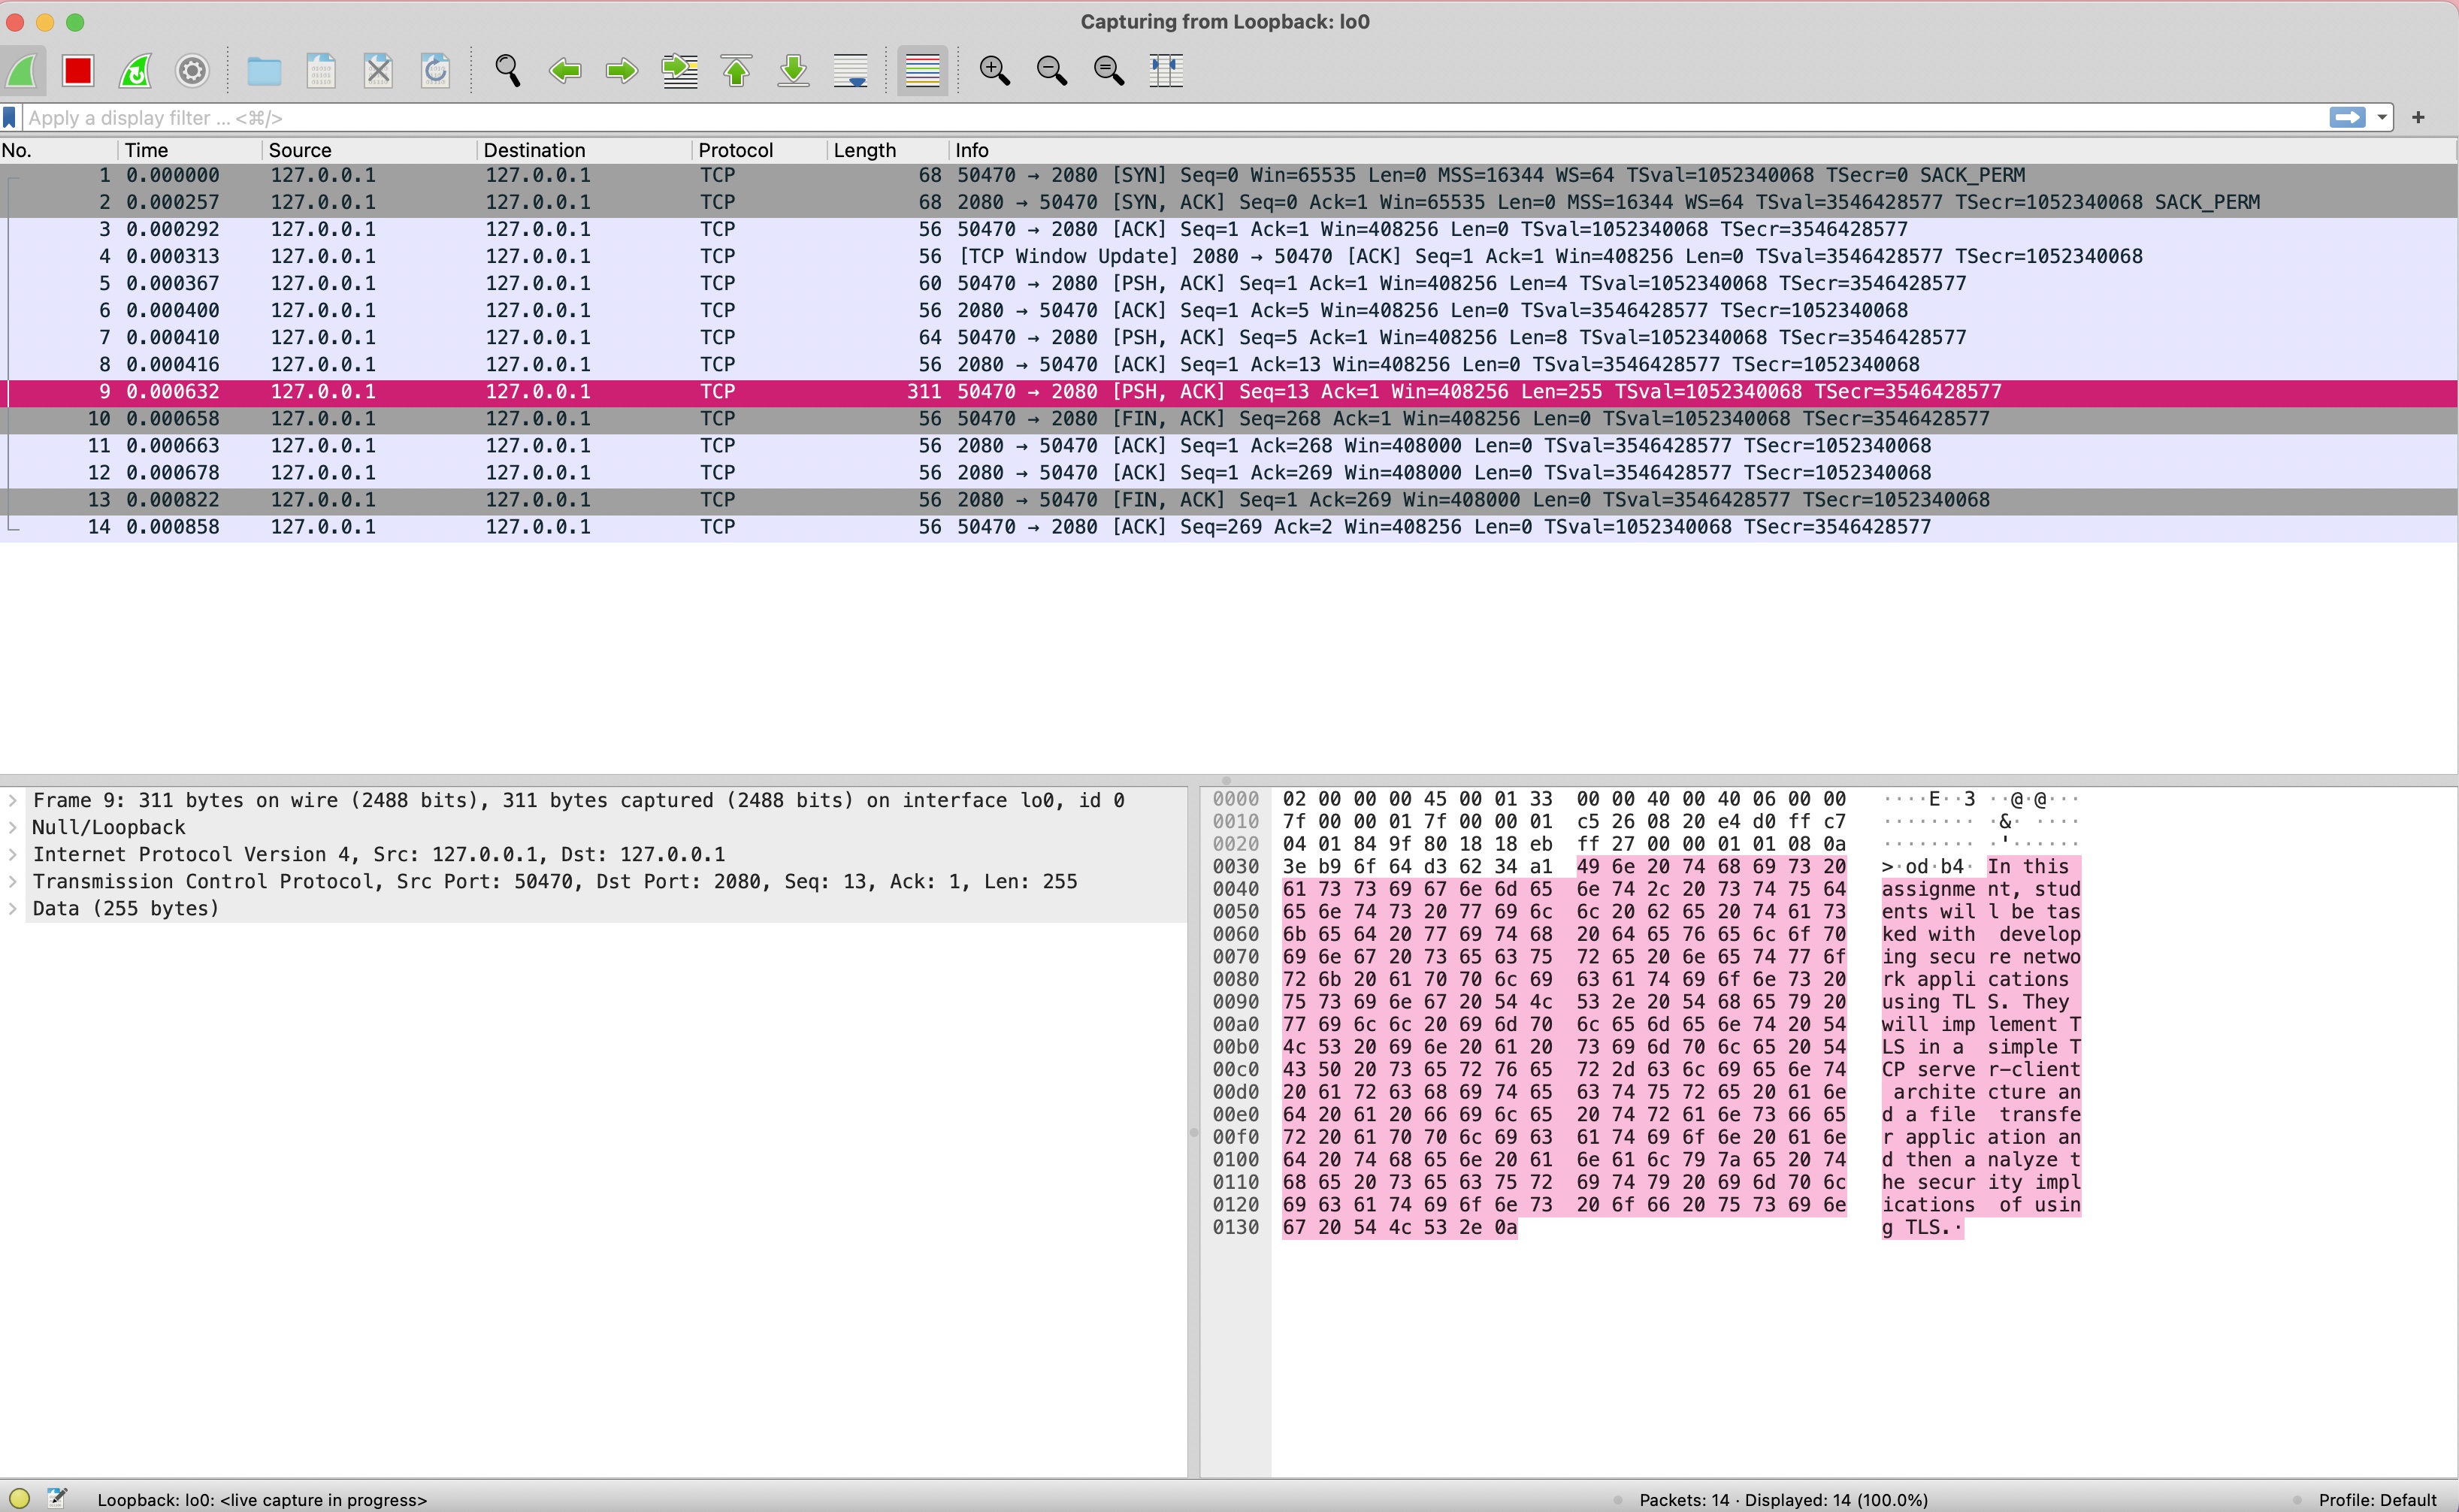 Capturing from Loopback: lo0
Apply a display filter ... <⌘/>
+
No. Time Source Destination Protocol Length Info
1 0.000000 127.0.0.1 127.0.0.1 TCP 68 50470 → 2080 [SYN] Seq=0 Win=65535 Len=0 MSS=16344 WS=64 TSval=1052340068 TSecr=0 SACK_PERM
2 0.000257 127.0.0.1 127.0.0.1 TCP 68 2080 → 50470 [SYN, ACK] Seq=0 Ack=1 Win=65535 Len=0 MSS=16344 WS=64 TSval=3546428577 TSecr=1052340068 SACK_PERM
3 0.000292 127.0.0.1 127.0.0.1 TCP 56 50470 → 2080 [ACK] Seq=1 Ack=1 Win=408256 Len=0 TSval=1052340068 TSecr=3546428577
4 0.000313 127.0.0.1 127.0.0.1 TCP 56 [TCP Window Update] 2080 → 50470 [ACK] Seq=1 Ack=1 Win=408256 Len=0 TSval=3546428577 TSecr=1052340068
5 0.000367 127.0.0.1 127.0.0.1 TCP 60 50470 → 2080 [PSH, ACK] Seq=1 Ack=1 Win=408256 Len=4 TSval=1052340068 TSecr=3546428577
6 0.000400 127.0.0.1 127.0.0.1 TCP 56 2080 → 50470 [ACK] Seq=1 Ack=5 Win=408256 Len=0 TSval=3546428577 TSecr=1052340068
7 0.000410 127.0.0.1 127.0.0.1 TCP 64 50470 → 2080 [PSH, ACK] Seq=5 Ack=1 Win=408256 Len=8 TSval=1052340068 TSecr=3546428577
8 0.000416 127.0.0.1 127.0.0.1 TCP 56 2080 → 50470 [ACK] Seq=1 Ack=13 Win=408256 Len=0 TSval=3546428577 TSecr=1052340068
9 0.000632 127.0.0.1 127.0.0.1 TCP 311 50470 → 2080 [PSH, ACK] Seq=13 Ack=1 Win=408256 Len=255 TSval=1052340068 TSecr=3546428577
10 0.000658 127.0.0.1 127.0.0.1 TCP 56 50470 → 2080 [FIN, ACK] Seq=268 Ack=1 Win=408256 Len=0 TSval=1052340068 TSecr=3546428577
11 0.000663 127.0.0.1 127.0.0.1 TCP 56 2080 → 50470 [ACK] Seq=1 Ack=268 Win=408000 Len=0 TSval=3546428577 TSecr=1052340068
12 0.000678 127.0.0.1 127.0.0.1 TCP 56 2080 → 50470 [ACK] Seq=1 Ack=269 Win=408000 Len=0 TSval=3546428577 TSecr=1052340068
13 0.000822 127.0.0.1 127.0.0.1 TCP 56 2080 → 50470 [FIN, ACK] Seq=1 Ack=269 Win=408000 Len=0 TSval=3546428577 TSecr=1052340068
14 0.000858 127.0.0.1 127.0.0.1 TCP 56 50470 → 2080 [ACK] Seq=269 Ack=2 Win=408256 Len=0 TSval=1052340068 TSecr=3546428577
Frame 9: 311 bytes on wire (2488 bits), 311 bytes captured (2488 bits) on interface lo0, id 0
Null/Loopback
Internet Protocol Version 4, Src: 127.0.0.1, Dst: 127.0.0.1
Transmission Control Protocol, Src Port: 50470, Dst Port: 2080, Seq: 13, Ack: 1, Len: 255
Data (255 bytes)
0000 02 00 00 00 45 00 01 33 00 00 40 00 40 06 00 00 ····E··3 ··@·@···
0010 7f 00 00 01 7f 00 00 01 c5 26 08 20 e4 d0 ff c7 ········ ·&· ····
0020 04 01 84 9f 80 18 18 eb ff 27 00 00 01 01 08 0a ········ ·'······
0030 3e b9 6f 64 d3 62 34 a1 49 6e 20 74 68 69 73 20 >·od·b4· In this
0040 61 73 73 69 67 6e 6d 65 6e 74 2c 20 73 74 75 64 assignme nt, stud
0050 65 6e 74 73 20 77 69 6c 6c 20 62 65 20 74 61 73 ents wil l be tas
0060 6b 65 64 20 77 69 74 68 20 64 65 76 65 6c 6f 70 ked with  develop
0070 69 6e 67 20 73 65 63 75 72 65 20 6e 65 74 77 6f ing secu re netwo
0080 72 6b 20 61 70 70 6c 69 63 61 74 69 6f 6e 73 20 rk appli cations
0090 75 73 69 6e 67 20 54 4c 53 2e 20 54 68 65 79 20 using TL S. They
00a0 77 69 6c 6c 20 69 6d 70 6c 65 6d 65 6e 74 20 54 will imp lement T
00b0 4c 53 20 69 6e 20 61 20 73 69 6d 70 6c 65 20 54 LS in a  simple T
00c0 43 50 20 73 65 72 76 65 72 2d 63 6c 69 65 6e 74 CP serve r-client
00d0 20 61 72 63 68 69 74 65 63 74 75 72 65 20 61 6e  archite cture an
00e0 64 20 61 20 66 69 6c 65 20 74 72 61 6e 73 66 65 d a file  transfe
00f0 72 20 61 70 70 6c 69 63 61 74 69 6f 6e 20 61 6e r applic ation an
0100 64 20 74 68 65 6e 20 61 6e 61 6c 79 7a 65 20 74 d then a nalyze t
0110 68 65 20 73 65 63 75 72 69 74 79 20 69 6d 70 6c he secur ity impl
0120 69 63 61 74 69 6f 6e 73 20 6f 66 20 75 73 69 6e ications  of usin
0130 67 20 54 4c 53 2e 0a g TLS.·
Loopback: lo0: <live capture in progress> Packets: 14 · Displayed: 14 (100.0%) Profile: Default